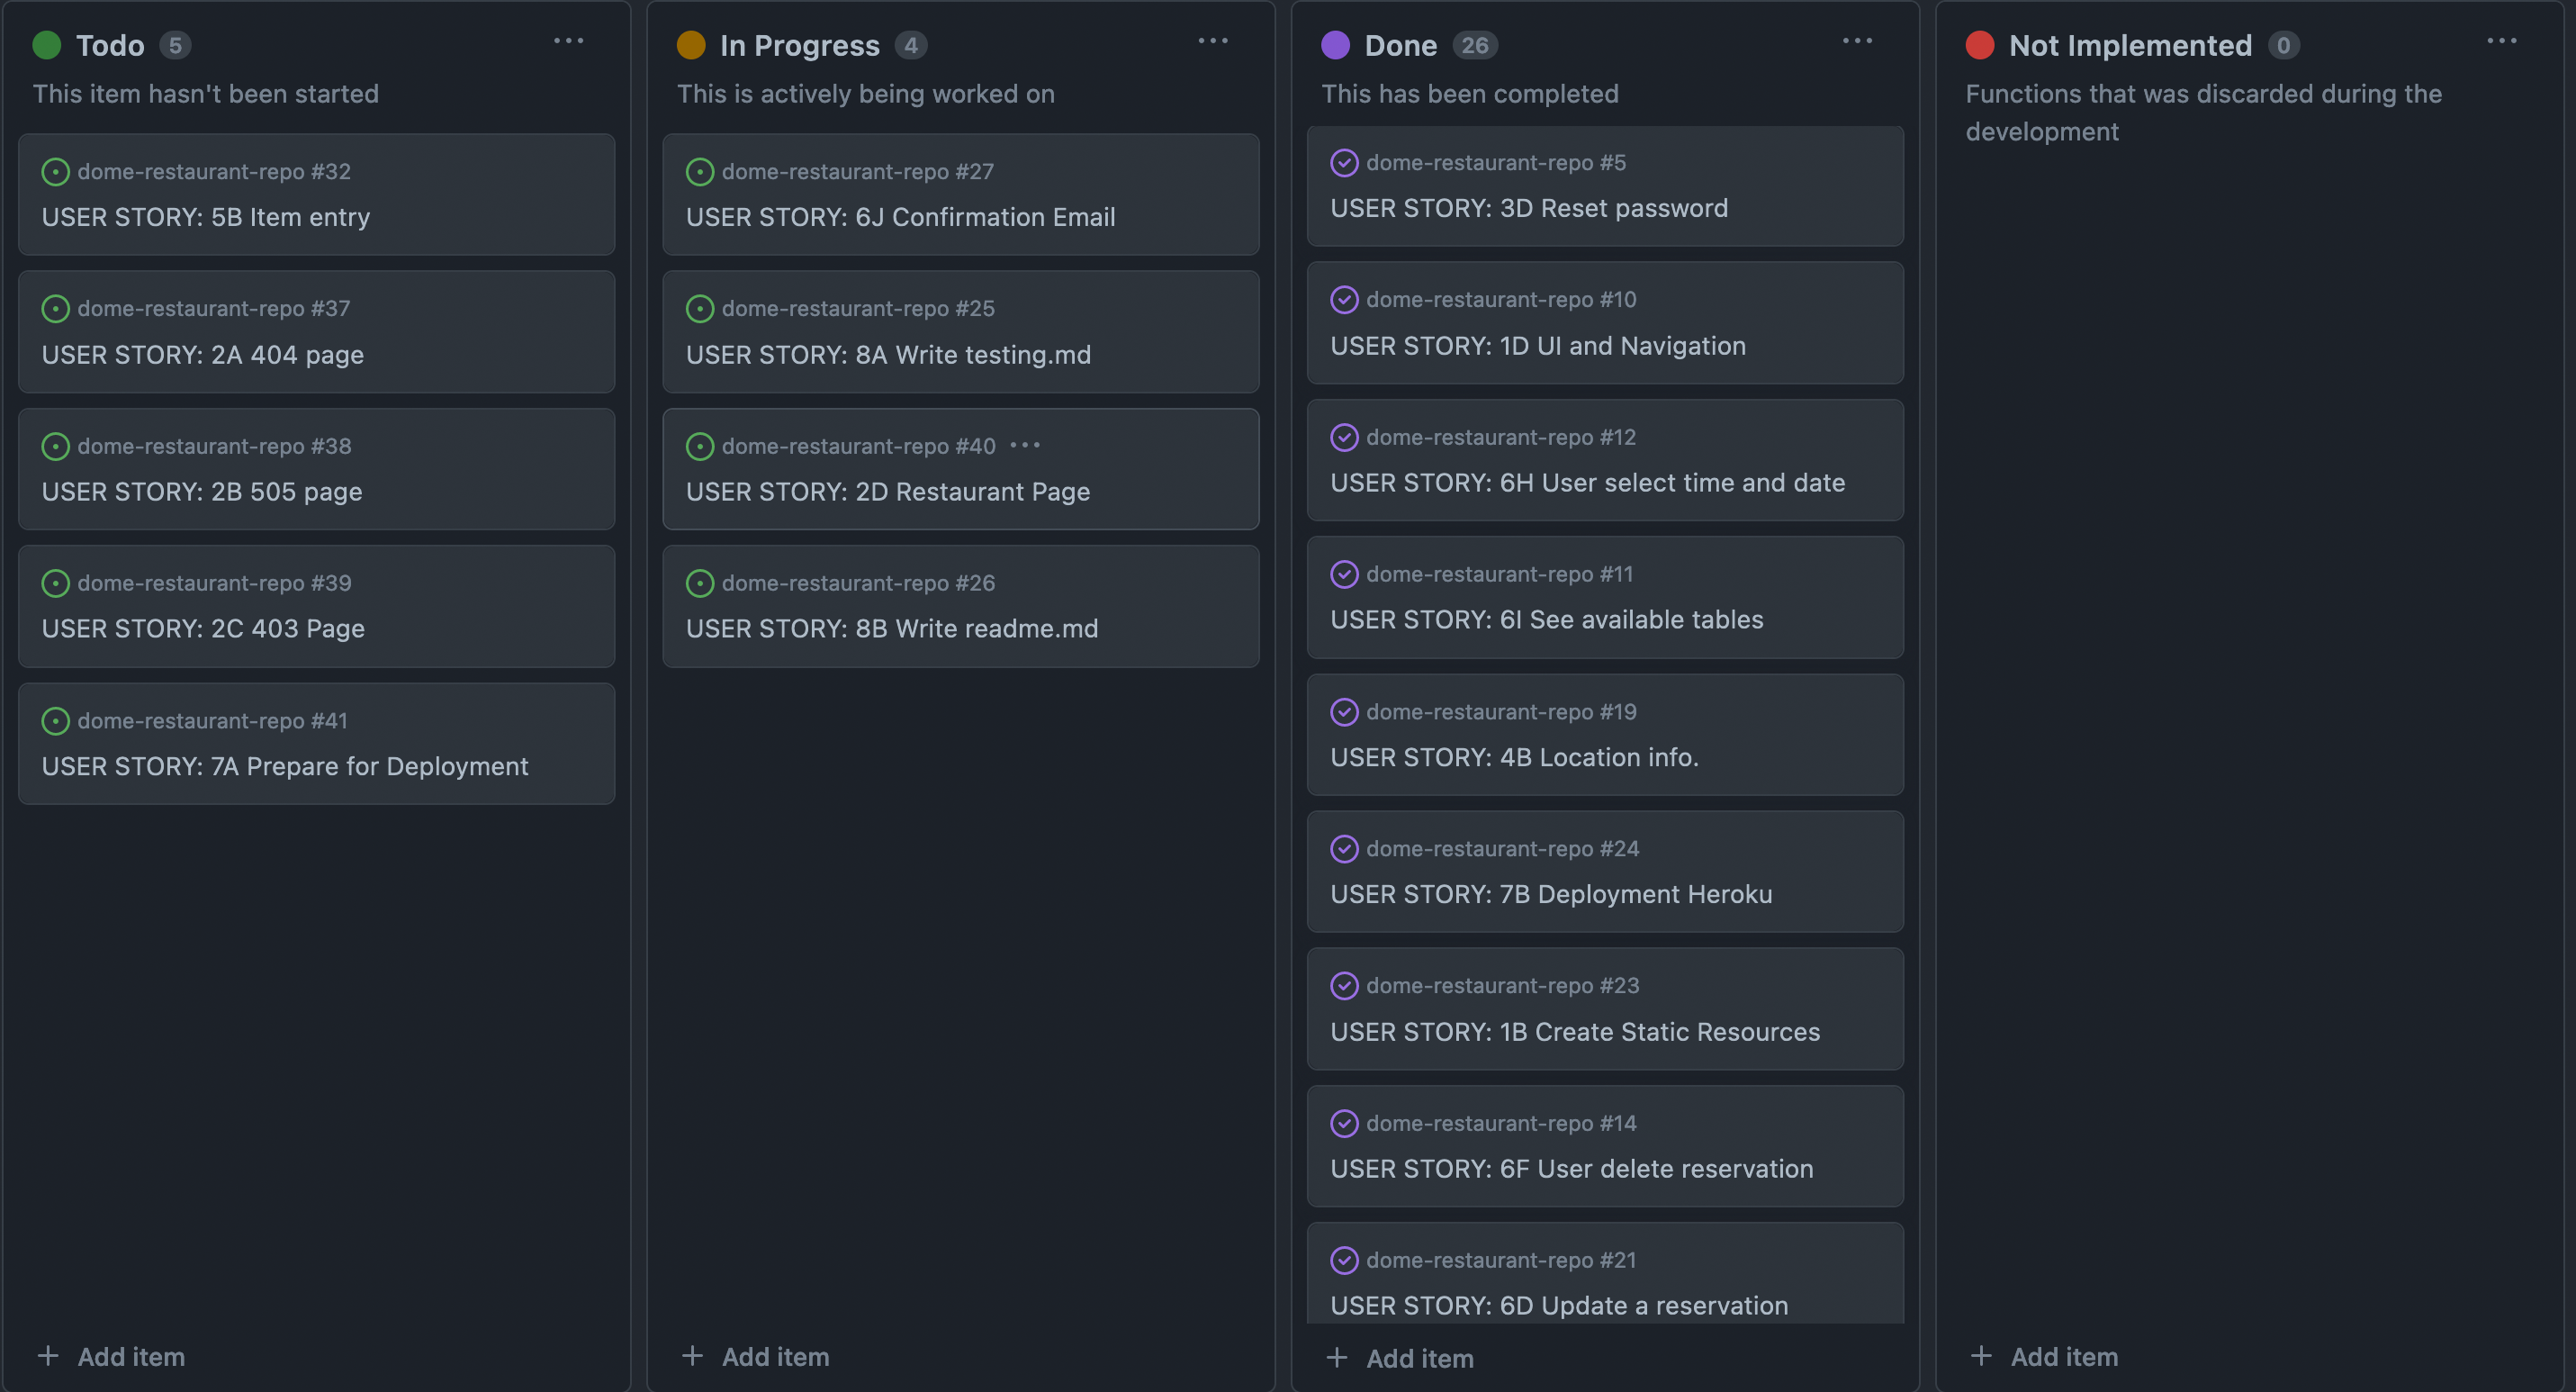 Todo 5
This item hasn't been started
dome-restaurant-repo #32
USER STORY: 5B Item entry
dome-restaurant-repo #37
USER STORY: 2A 404 page
dome-restaurant-repo #38
USER STORY: 2B 505 page
dome-restaurant-repo #39
USER STORY: 2C 403 Page
dome-restaurant-repo #41
USER STORY: 7A Prepare for Deployment
Add item
In Progress 4
This is actively being worked on
dome-restaurant-repo #27
USER STORY: 6J Confirmation Email
dome-restaurant-repo #25
USER STORY: 8A Write testing.md
dome-restaurant-repo #40
USER STORY: 2D Restaurant Page
dome-restaurant-repo #26
USER STORY: 8B Write readme.md
Add item
Done 26
This has been completed
dome-restaurant-repo #5
USER STORY: 3D Reset password
dome-restaurant-repo #10
USER STORY: 1D UI and Navigation
dome-restaurant-repo #12
USER STORY: 6H User select time and date
dome-restaurant-repo #11
USER STORY: 6I See available tables
dome-restaurant-repo #19
USER STORY: 4B Location info.
dome-restaurant-repo #24
USER STORY: 7B Deployment Heroku
dome-restaurant-repo #23
USER STORY: 1B Create Static Resources
dome-restaurant-repo #14
USER STORY: 6F User delete reservation
dome-restaurant-repo #21
USER STORY: 6D Update a reservation
Add item
Not Implemented 0
Functions that was discarded during the
development
Add item